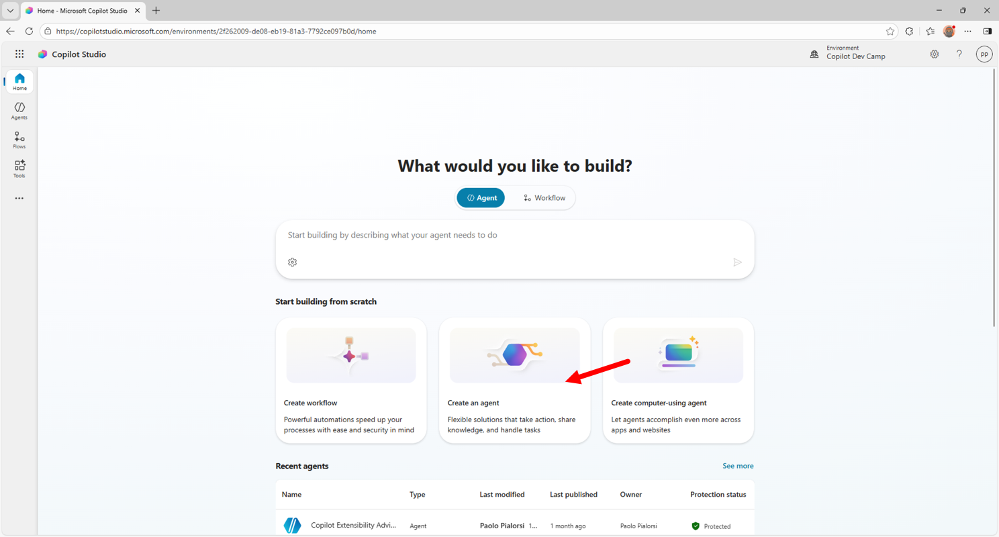 Home - Microsoft Copilot Studio
https://copilotstudio.microsoft.com/environments/2f262009-de08-eb19-81a3-7792ce097b0d/home
Copilot Studio
Environment
Copilot Dev Camp
PP
Home
Agents
Flows
Tools
What would you like to build?
Agent
Workflow
Start building by describing what your agent needs to do
Start building from scratch
Create workflow
Powerful automations speed up your
processes with ease and security in mind
Create an agent
Flexible solutions that take action, share
knowledge, and handle tasks
Create computer-using agent
Let agents accomplish even more across
apps and websites
Recent agents
See more
Name Type Last modified Last published Owner Protection status
Copilot Extensibility Advi... Agent Paolo Pialorsi 1... 1 month ago Paolo Pialorsi Protected